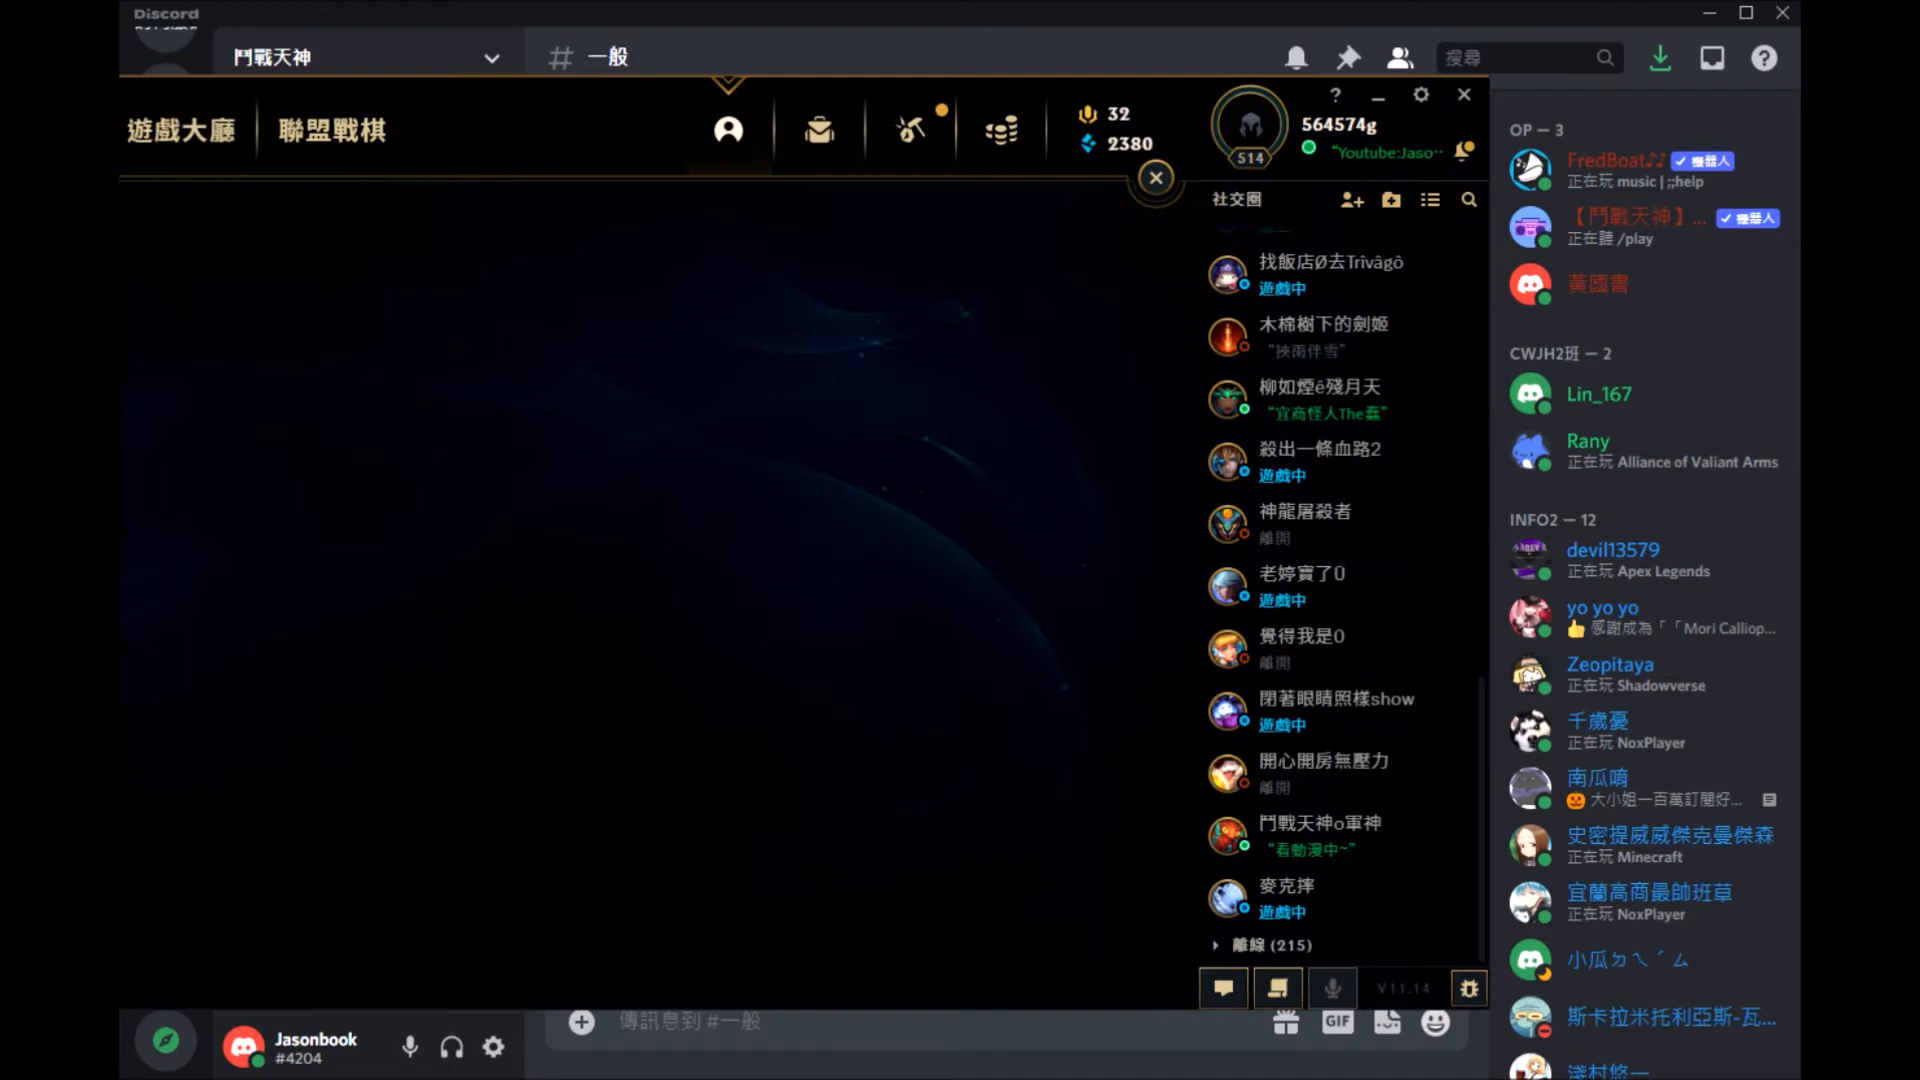 Discord
鬥戰天神
一般
搜尋
遊戲大廳
聯盟戰棋
32
2380
514
564574g
“Youtube:Jaso‥
社交圈
找飯店Ø去Trîvâgô
遊戲中
木棉樹下的劍姬
“挾雨伴雪”
柳如煙ê殘月天
“宜商怪人The蠢”
殺出一條血路2
遊戲中
神龍屠殺者
離開
老婷寶了0
遊戲中
覺得我是0
離開
閉著眼睛照樣show
遊戲中
開心開房無壓力
離開
鬥戰天神o軍神
“看動漫中~”
麥克摔
遊戲中
離線 (215)
V11.14
OP — 3
FredBoat♪♪ 機器人
正在玩 music | ;;help
【鬥戰天神】... 機器人
正在聽 /play
黃國書
CWJH2班 — 2
Lin_167
Rany
正在玩 Alliance of Valiant Arms
INFO2 — 12
devil13579
正在玩 Apex Legends
yo yo yo
感謝成為「「Mori Calliop...
Zeopitaya
正在玩 Shadowverse
千歲憂
正在玩 NoxPlayer
南瓜嘀
大小姐一百萬訂閱好...
史密提威威傑克曼傑森
正在玩 Minecraft
宜蘭高商最帥班草
正在玩 NoxPlayer
小瓜ㄌㄟˊㄙ
斯卡拉米托利亞斯-瓦...
淺村悠一
Jasonbook
#4204
傳訊息到 #一般
GIF